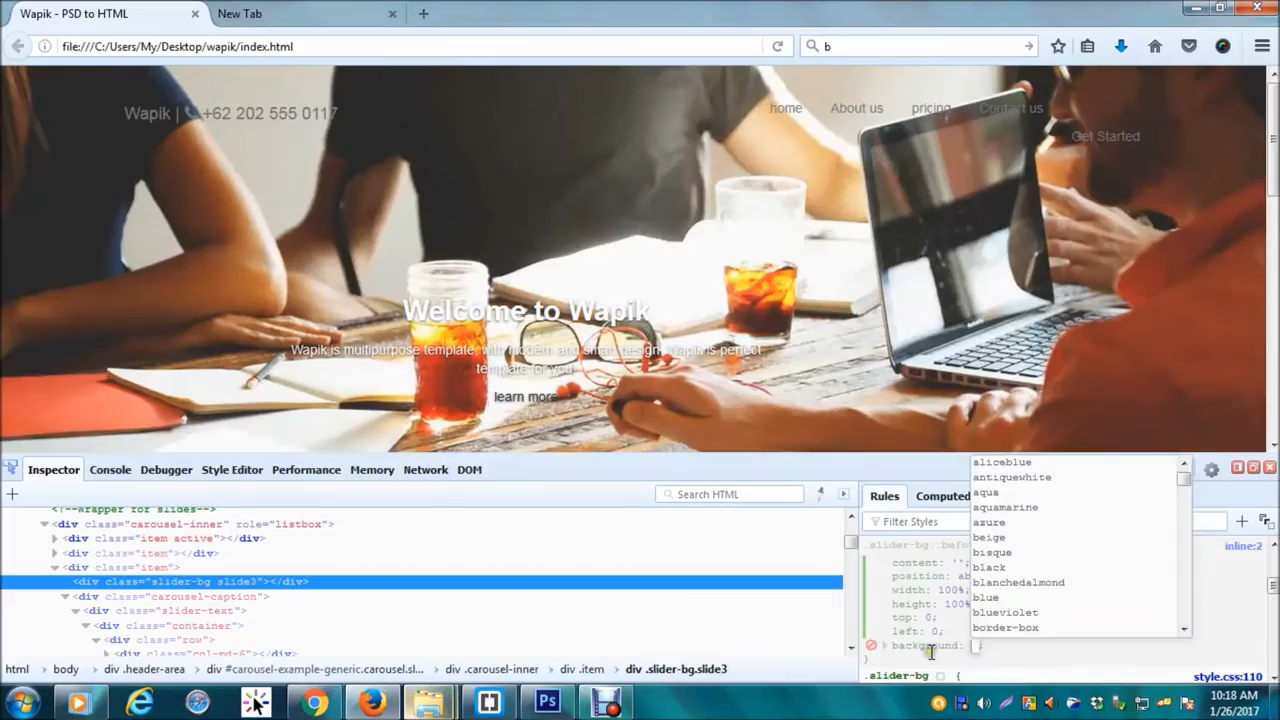 Wapik - PSD to HTML
New Tab
file:///C:/Users/My/Desktop/wapik/index.html
b
Wapik | +62 202 555 0117
home About us pricing Contact us
Get Started
Welcome to Wapik
Wapik is multipurpose template, with modern and smart design. Wapik is perfect
template for you.
learn more
Inspector Console Debugger Style Editor Performance Memory Network DOM
Search HTML
<!--Wrapper for slides-->
<div class="carousel-inner" role="listbox">
<div class="item active"></div>
<div class="item"></div>
<div class="item">
<div class="slider-bg slide3"></div>
<div class="carousel-caption">
<div class="slider-text">
<div class="container">
<div class="row">
<div class="col-md-6">
html body div .header-area div #carousel-example-generic.carousel.sl... div .carousel-inner div .item div .slider-bg.slide3
Rules Computed
Filter Styles
.slider-bg::befo
inline:2
content: '';
position: ab
width: 100%;
height: 100%
top: 0;
left: 0;
background: ;
}
.slider-bg {
style.css:110
aliceblue
antiquewhite
aqua
aquamarine
azure
beige
bisque
black
blanchedalmond
blue
blueviolet
border-box
Ps
10:18 AM
1/26/2017